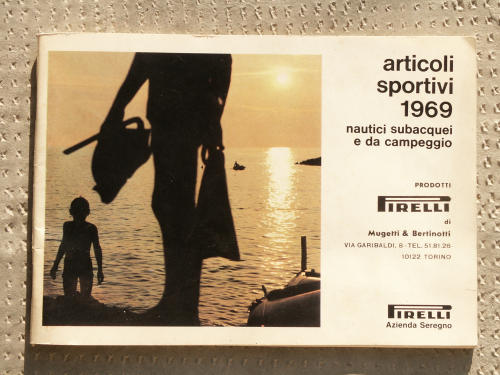 articoli
sportivi
1969
nautici subacquei
e da campeggio
PRODOTTI
PIRELLI
di
Mugetti & Bertinotti
VIA GARIBALDI, 8 - TEL. 51.81.26
10122 TORINO
PIRELLI
Azienda Seregno